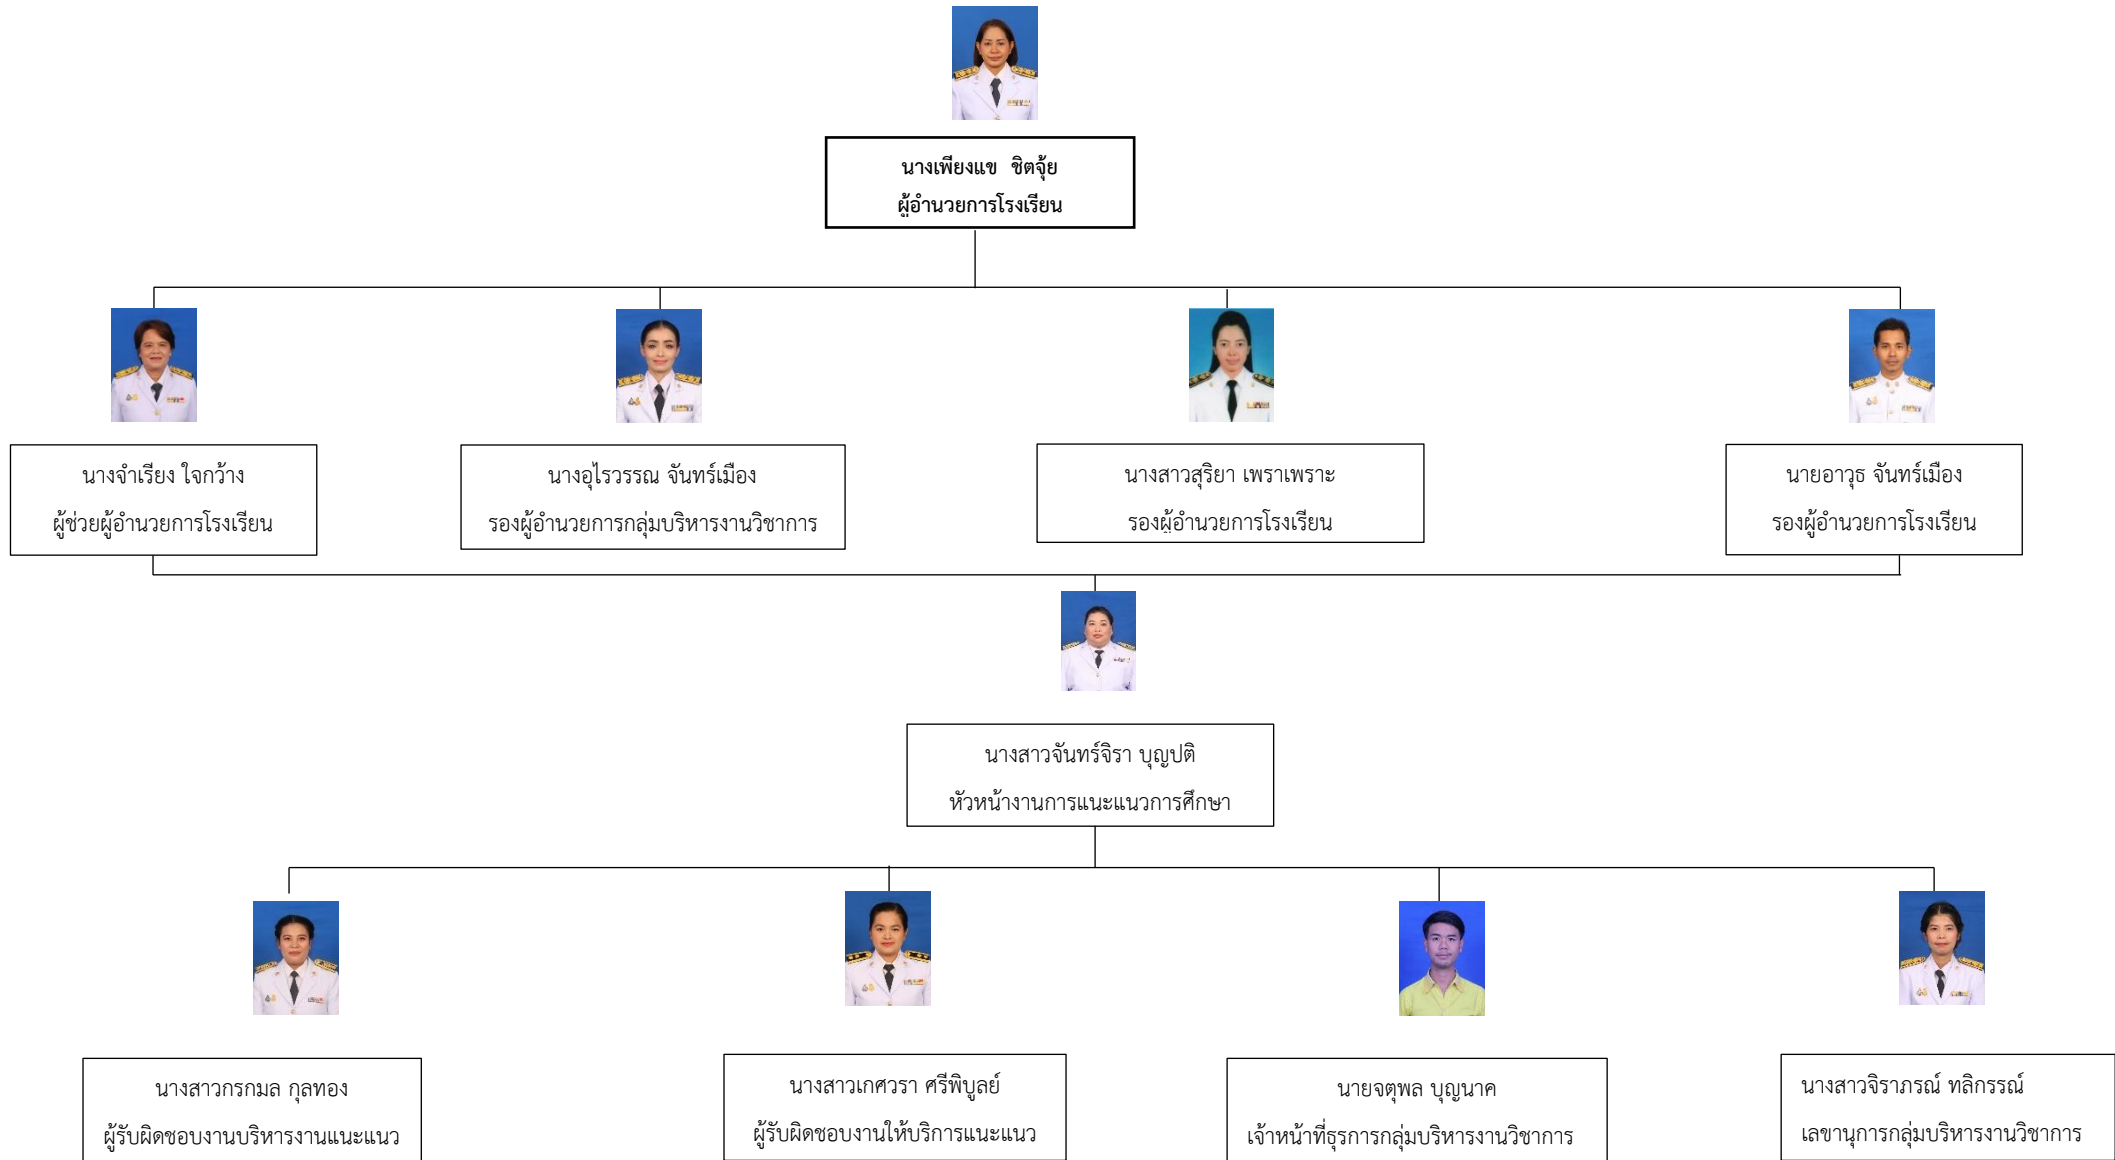 นางเพียงแข ชิตจุ้ย
ผู้อำนวยการโรงเรียน
นางจำเรียง ใจกว้าง
ผู้ช่วยผู้อำนวยการโรงเรียน
นางอุไรวรรณ จันทร์เมือง
รองผู้อำนวยการกลุ่มบริหารงานวิชาการ
นางสาวสุริยา เพราเพราะ
รองผู้อำนวยการโรงเรียน
นายอาวุธ จันทร์เมือง
รองผู้อำนวยการโรงเรียน
นางสาวจันทร์จิรา บุญปติ
หัวหน้างานการแนะแนวการศึกษา
นางสาวกรกมล กุลทอง
ผู้รับผิดชอบงานบริหารงานแนะแนว
นางสาวเกศวรา ศรีพิบูลย์
ผู้รับผิดชอบงานให้บริการแนะแนว
นายจตุพล บุญนาค
เจ้าหน้าที่ธุรการกลุ่มบริหารงานวิชาการ
นางสาวจิราภรณ์ ทลิกรรณ์
เลขานุการกลุ่มบริหารงานวิชาการ